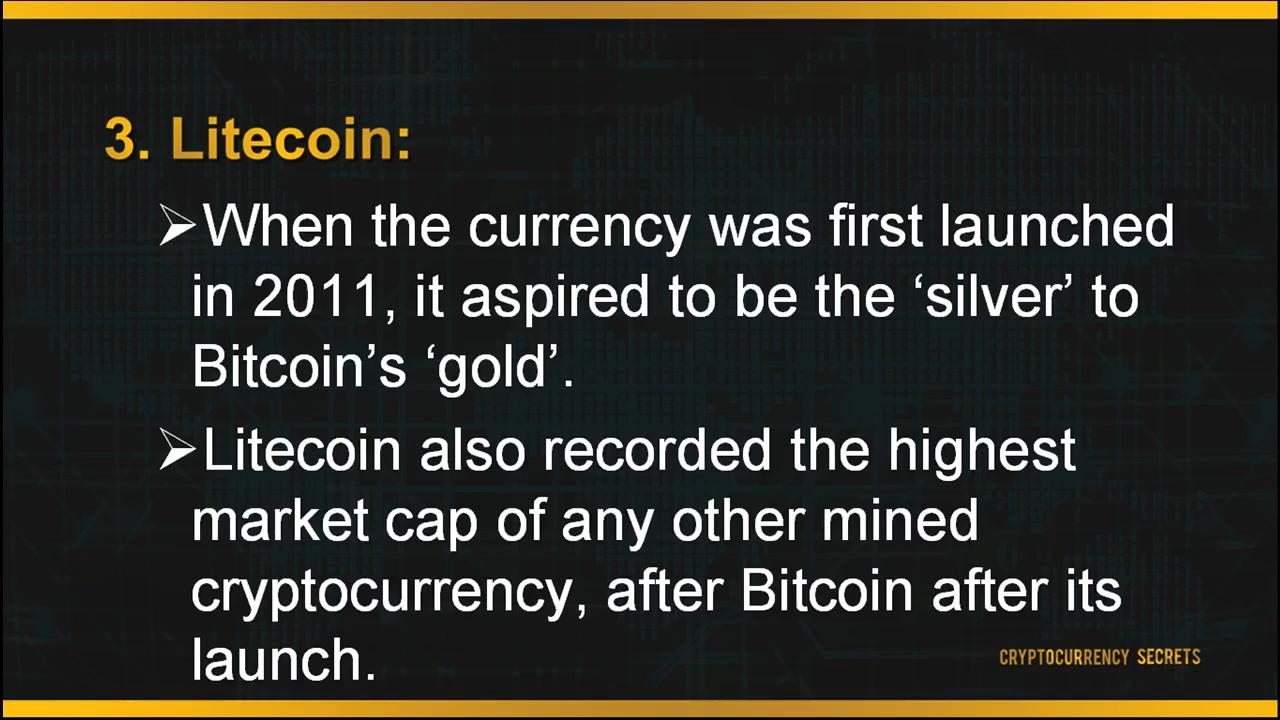 3. Litecoin:
➢When the currency was first launched
in 2011, it aspired to be the ‘silver’ to
Bitcoin’s ‘gold’.
➢Litecoin also recorded the highest
market cap of any other mined
cryptocurrency, after Bitcoin after its
launch.
CRYPTOCURRENCY SECRETS